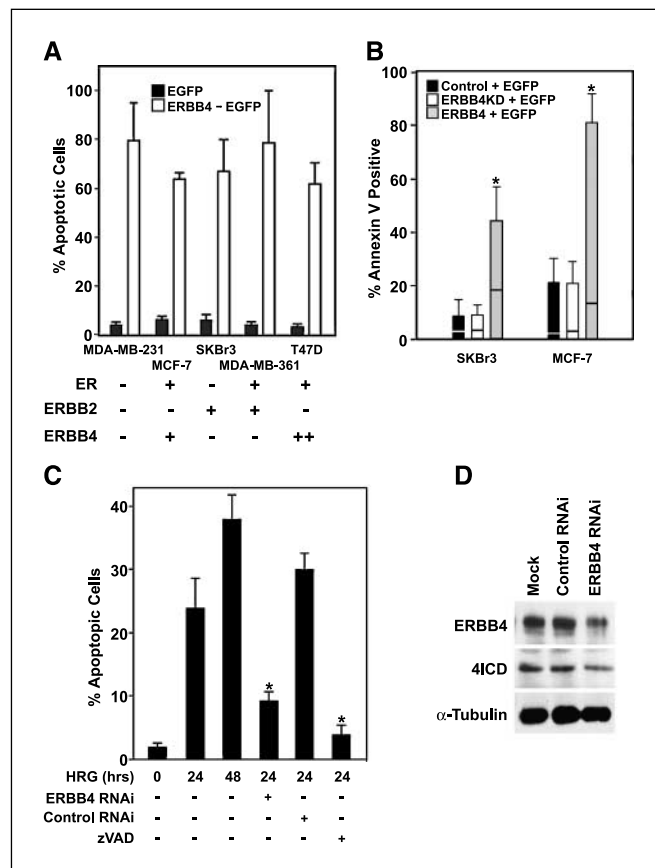 A
EGFP
ERBB4 – EGFP
% Apoptotic Cells
100
80
60
40
20
0
MDA-MB-231 SKBr3 T47D
MCF-7 MDA-MB-361
ER - + - + +
ERBB2 - - + + -
ERBB4 - + - - ++
B
Control + EGFP
ERBB4KD + EGFP
ERBB4 + EGFP
% Annexin V Positive
100
80
60
40
20
0
* *
SKBr3 MCF-7
C
% Apoptopic Cells
40
30
20
10
0
* *
HRG (hrs) 0 24 48 24 24 24
ERBB4 RNAi - - - + - -
Control RNAi - - - - + -
zVAD - - - - - +
D
Mock
Control RNAi
ERBB4 RNAi
ERBB4
4ICD
α-Tubulin